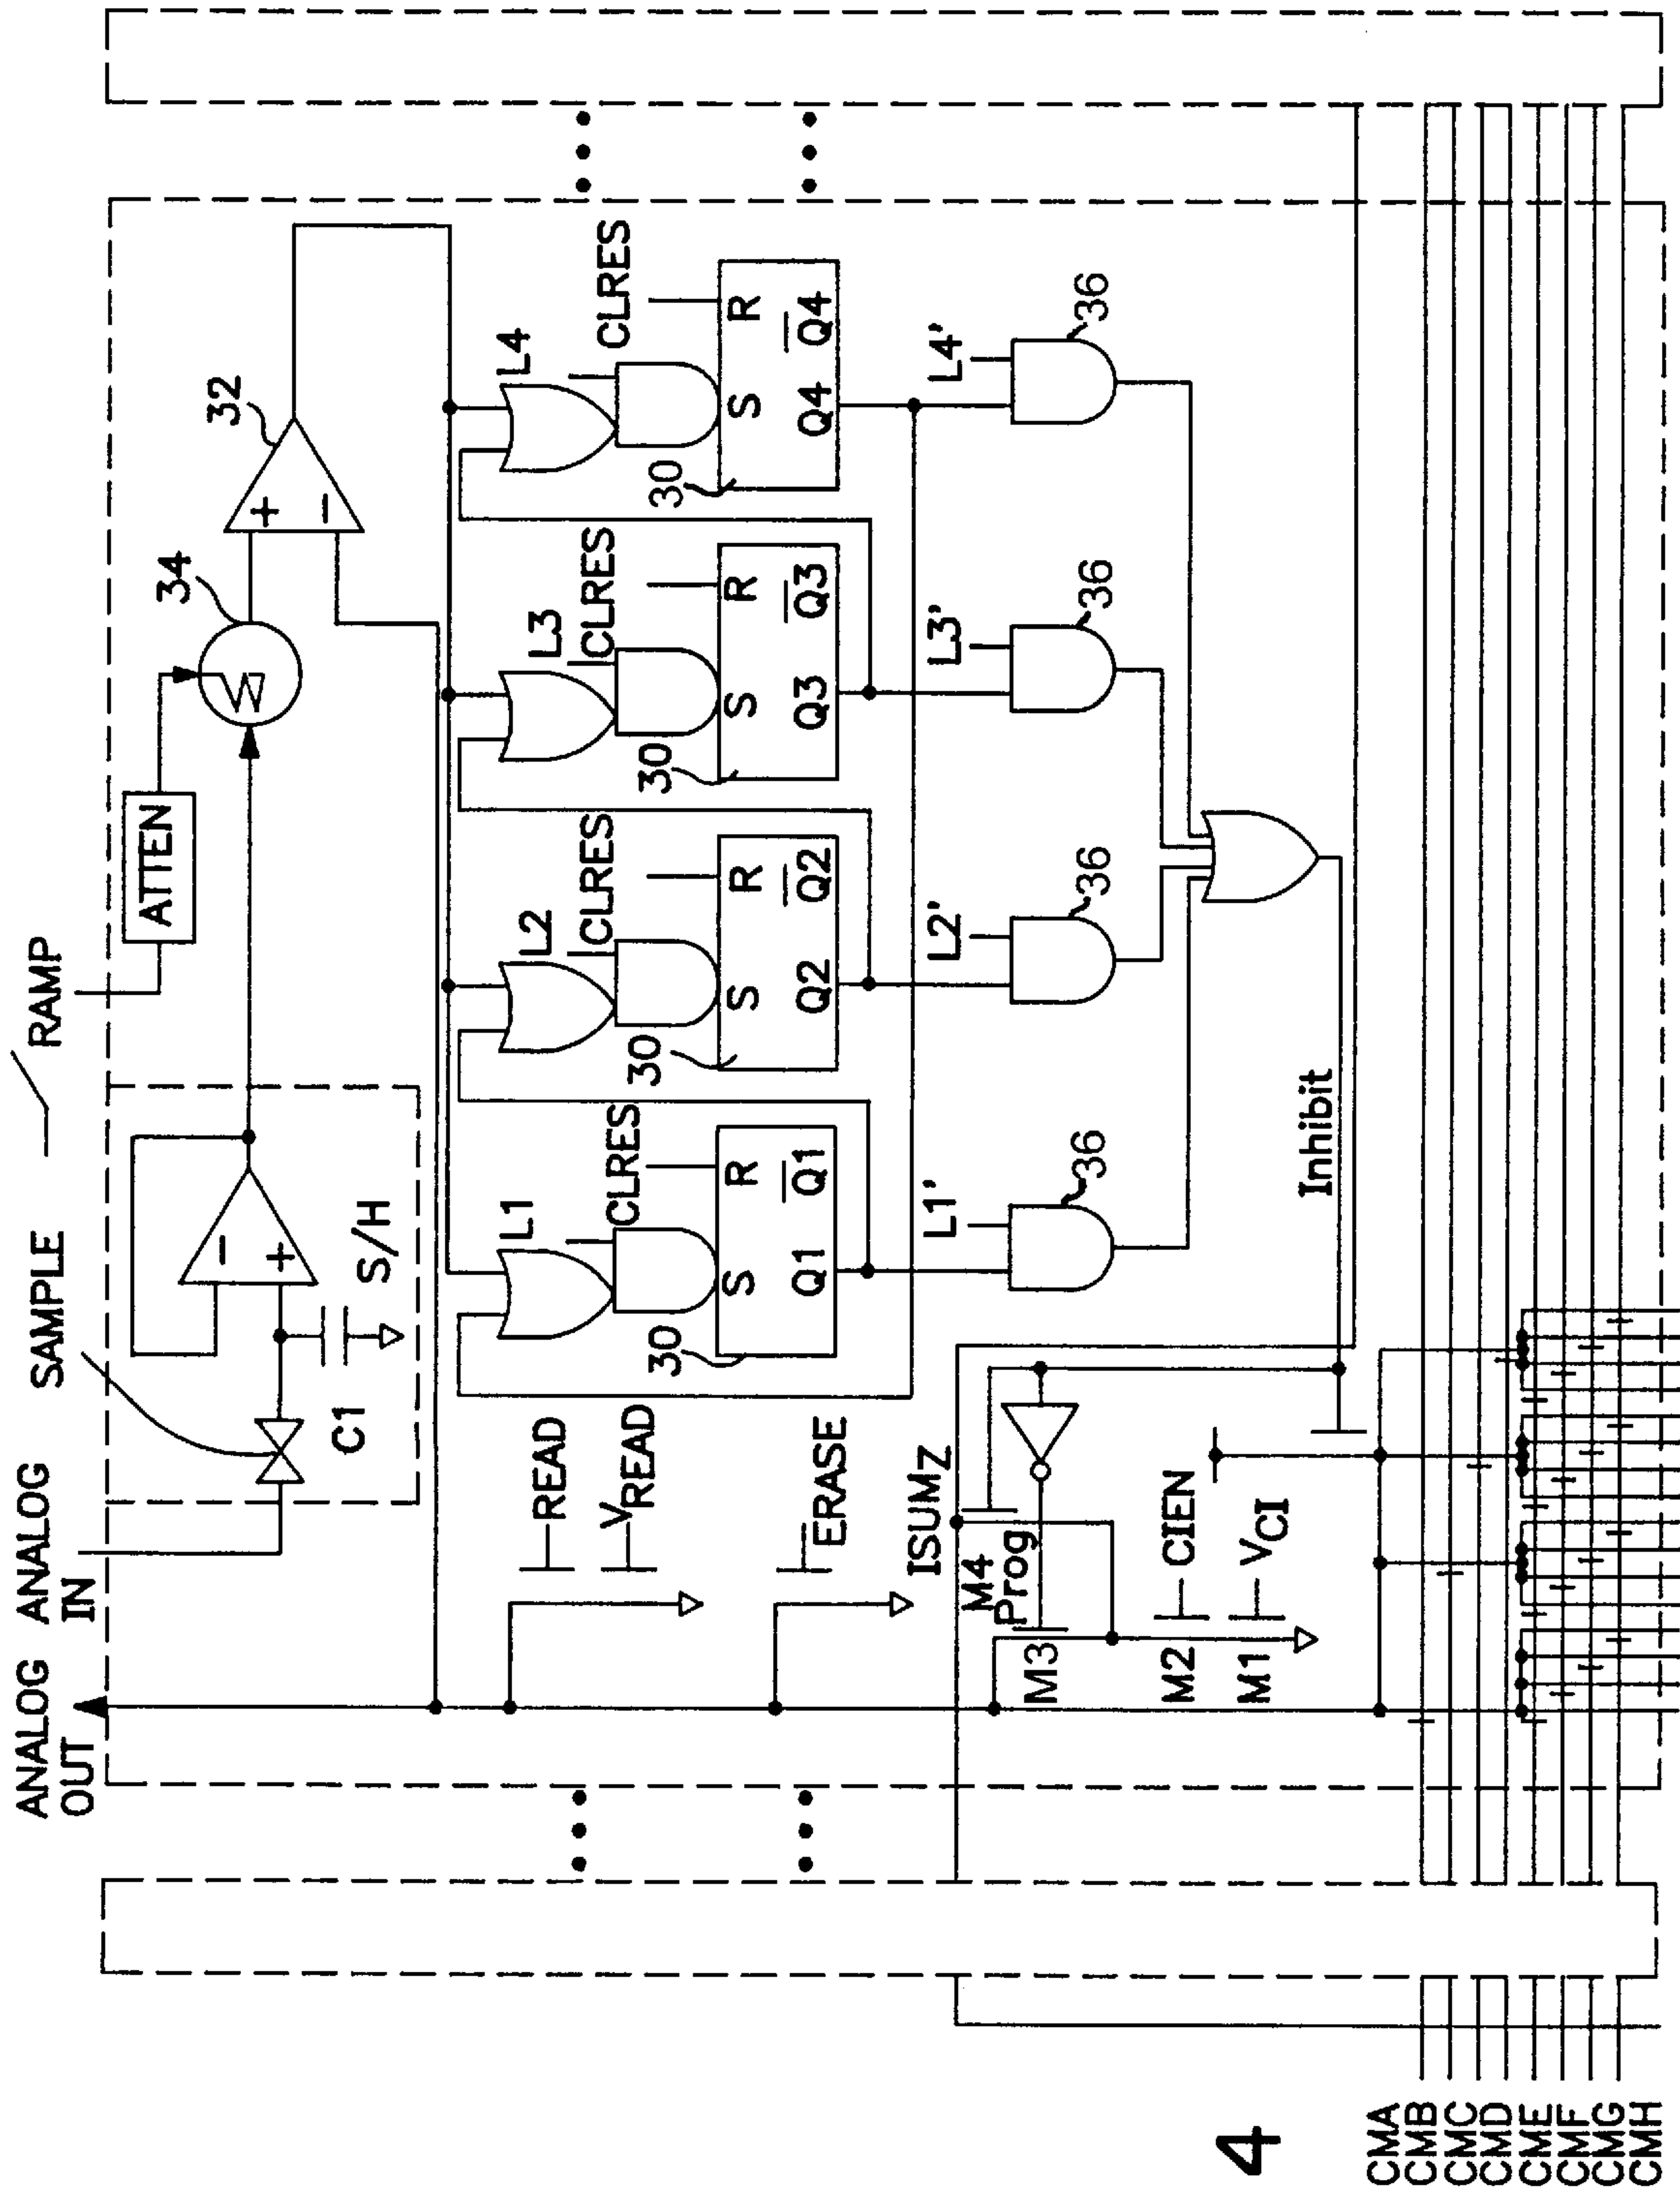 ANALOG
OUT
ANALOG
IN
SAMPLE
RAMP
C1
S/H
−
+
ATTEN
34
Σ
32
+
−
READ
VREAD
ERASE
L1
CLRES
30
S
R
Q1
Q1
L2
CLRES
30
S
R
Q2
Q2
L3
CLRES
30
S
R
Q3
Q3
L4
CLRES
30
S
R
Q4
Q4
L1'
36
L2'
36
L3'
36
L4'
36
ISUMZ
M4
Prog
M3
M2
CIEN
M1
VCI
Inhibit
CMA
CMB
CMC
CMD
CME
CMF
CMG
CMH
4